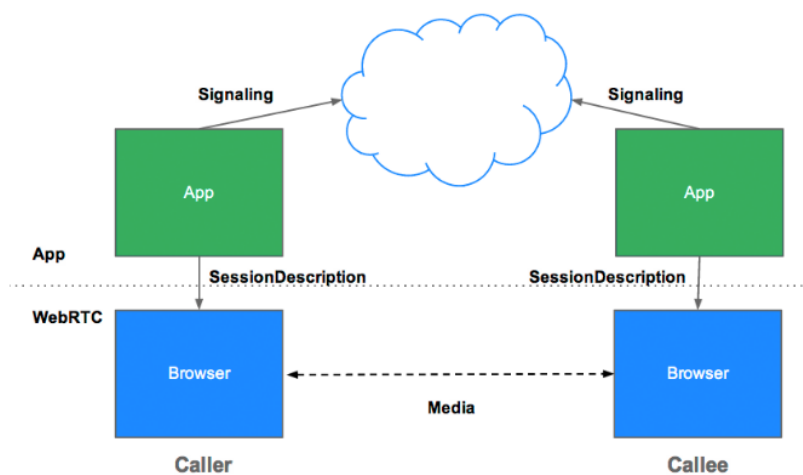 Signaling
Signaling
App
App
App
SessionDescription
SessionDescription
WebRTC
Browser
Browser
Media
Caller
Callee